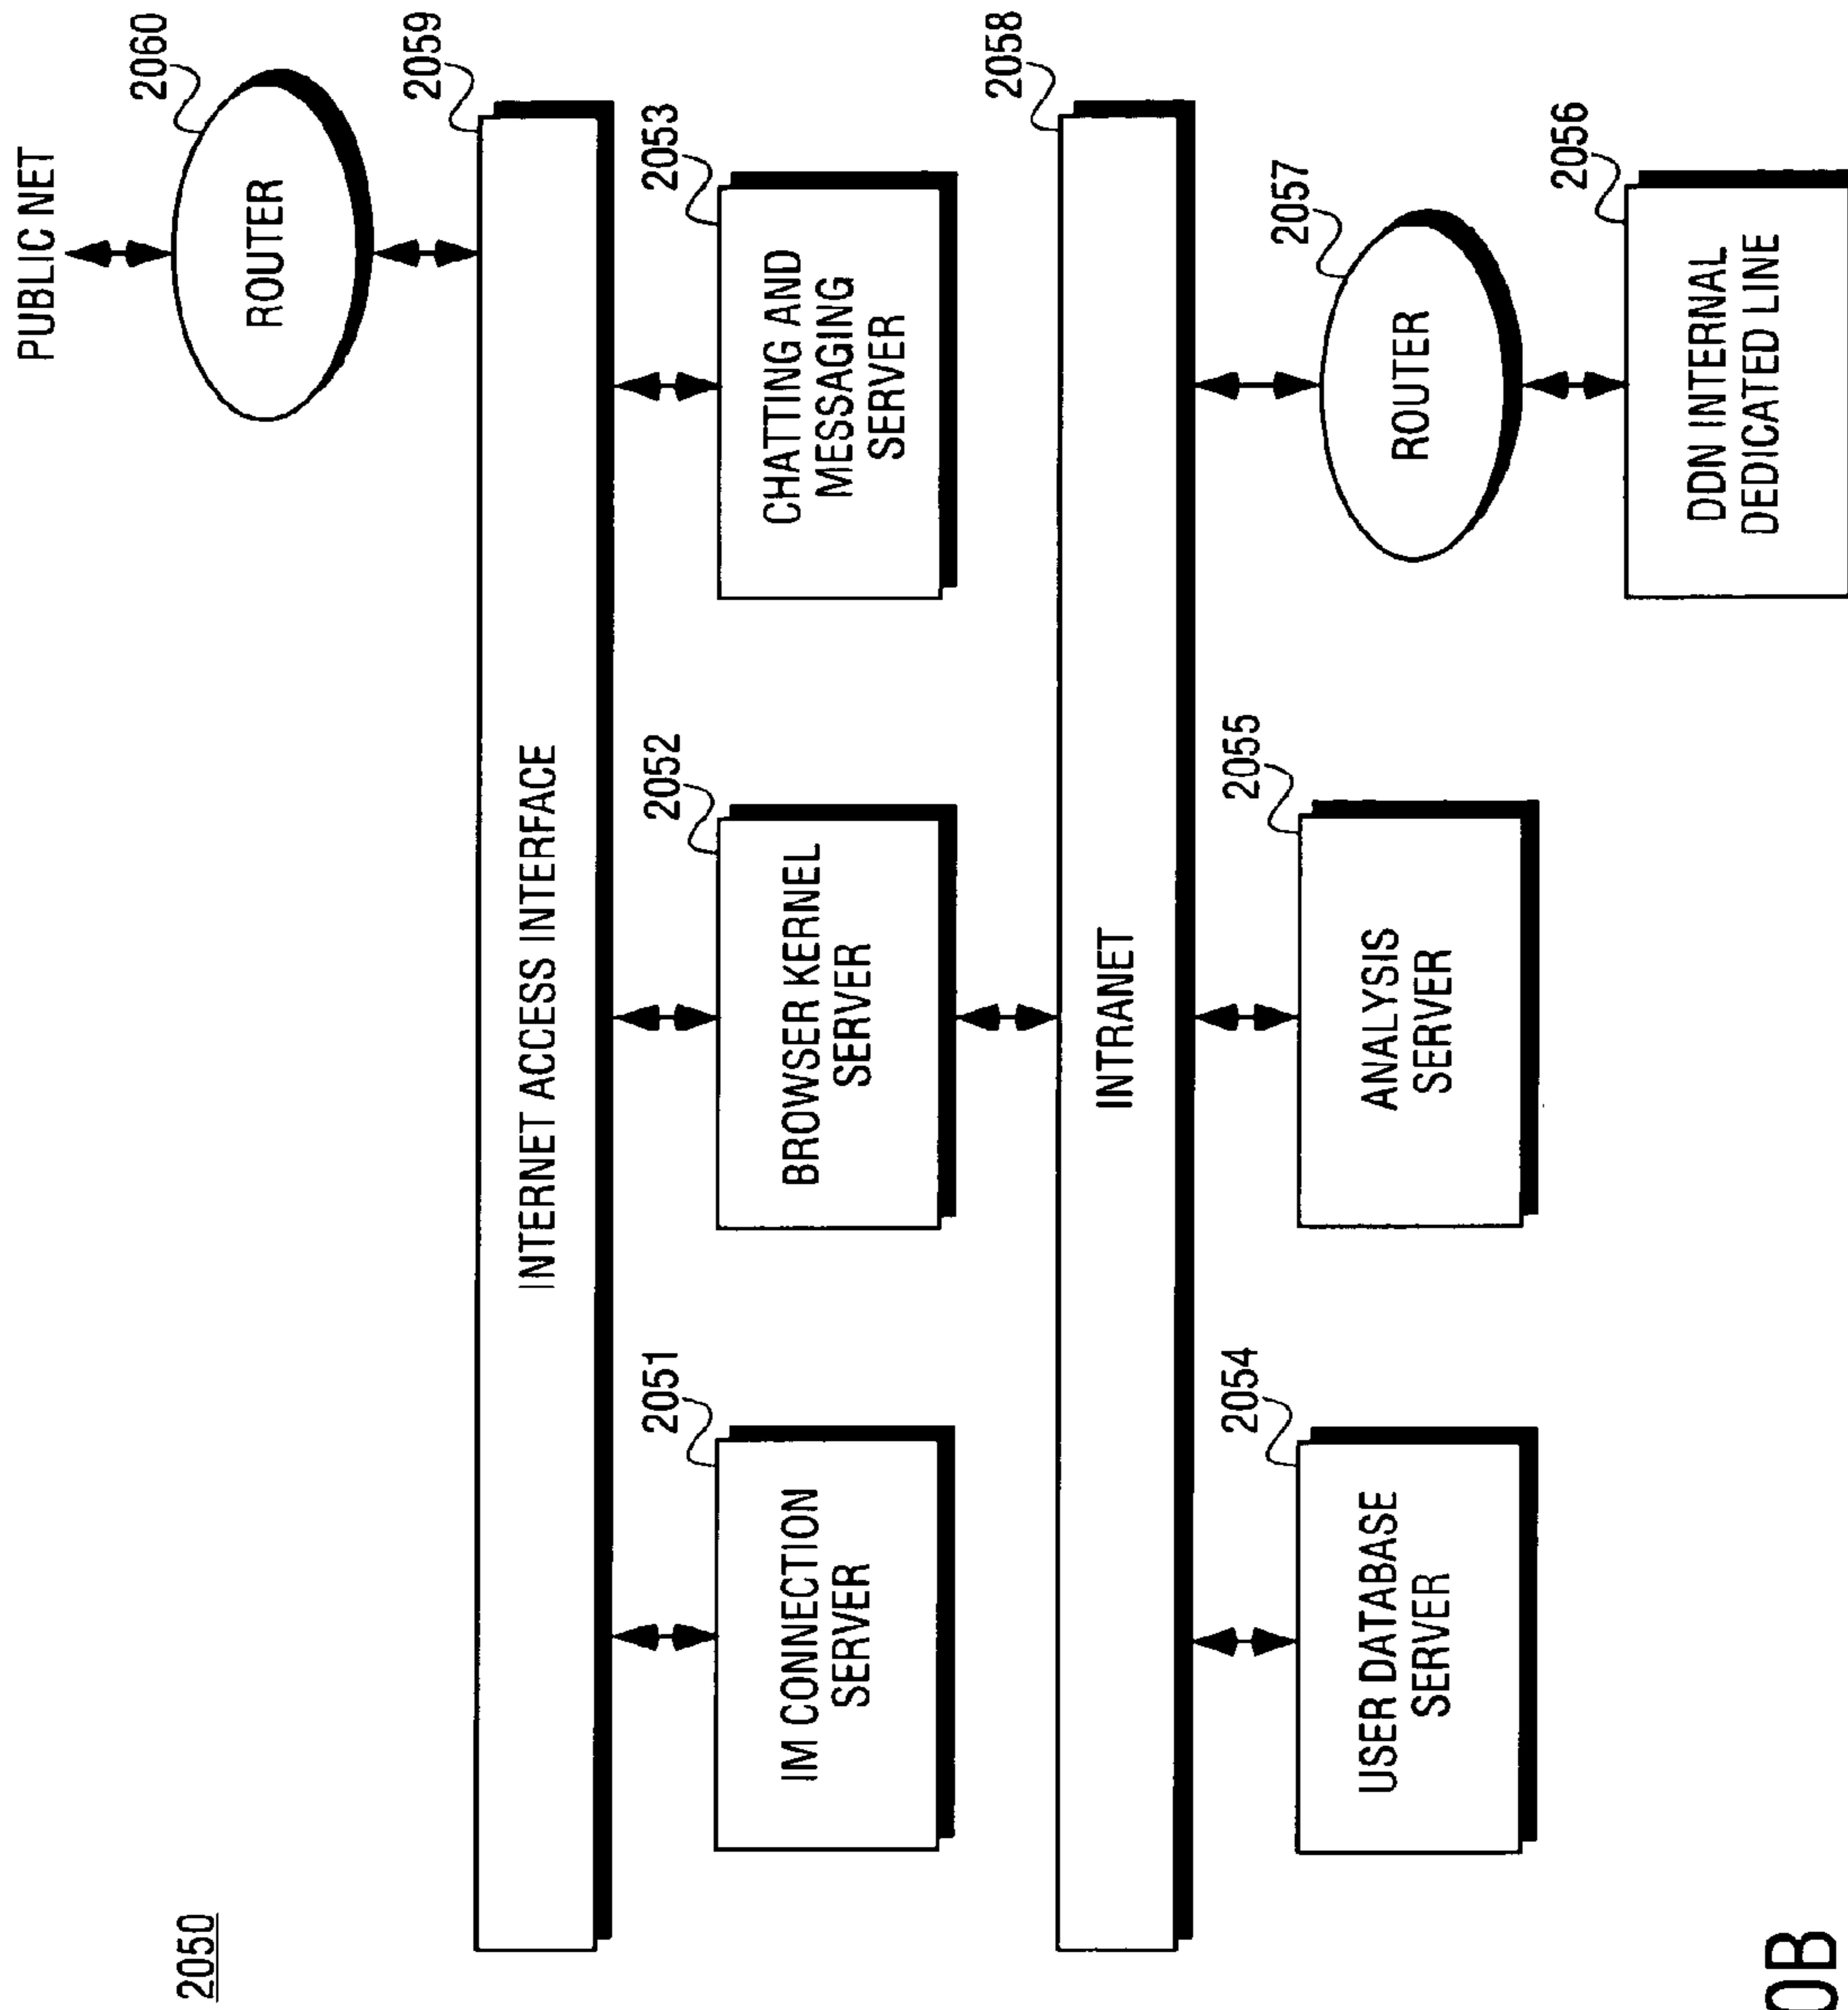 2050
PUBLIC NET
2060
ROUTER
2059
INTERNET ACCESS INTERFACE
2051
IM CONNECTION
SERVER
2052
BROWSER KERNEL
SERVER
2053
CHATTING AND
MESSAGING
SERVER
2058
INTRANET
2054
USER DATABASE
SERVER
2055
ANALYSIS
SERVER
2057
ROUTER
2056
DDN INTERNAL
DEDICATED LINE
0B